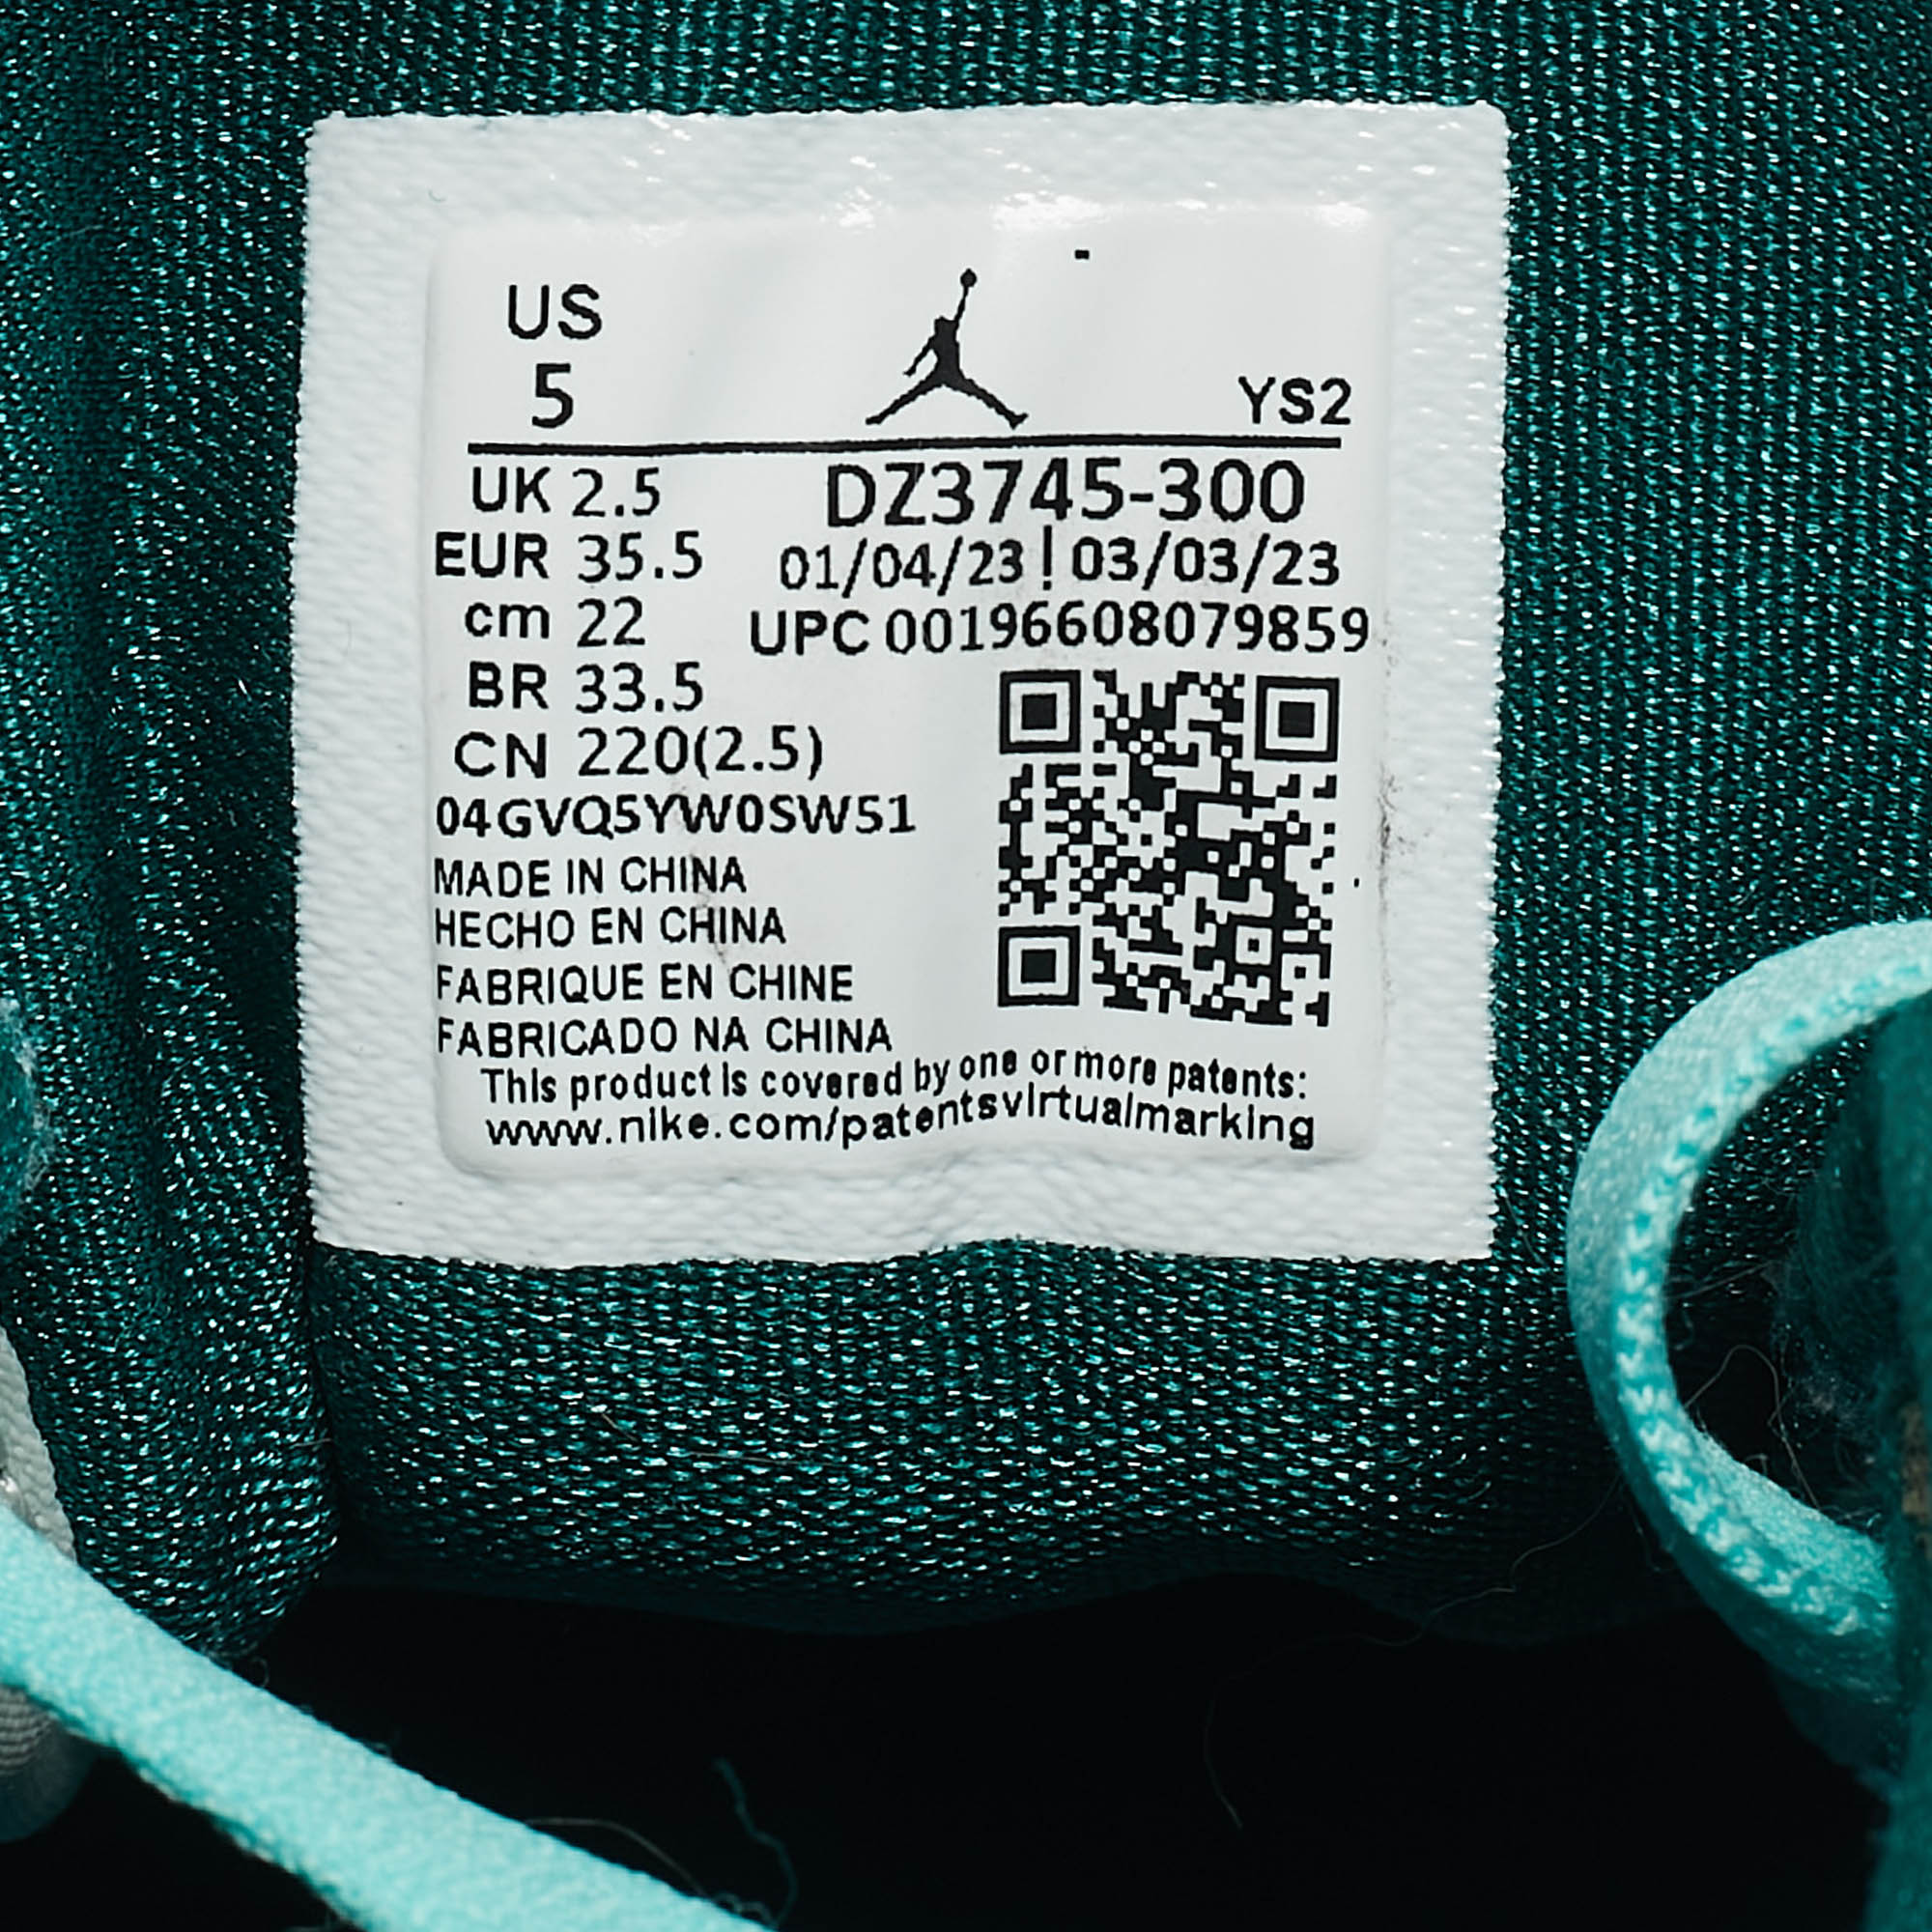 US
5
YS2
UK 2.5
DZ3745-300
EUR 35.5
01/04/23 | 03/03/23
cm 22
UPC 00196608079859
BR 33.5
CN 220(2.5)
04GVQ5YW0SW51
MADE IN CHINA
HECHO EN CHINA
FABRIQUE EN CHINE
FABRICADO NA CHINA
This product is covered by one or more patents:
www.nike.com/patentsvirtualmarking